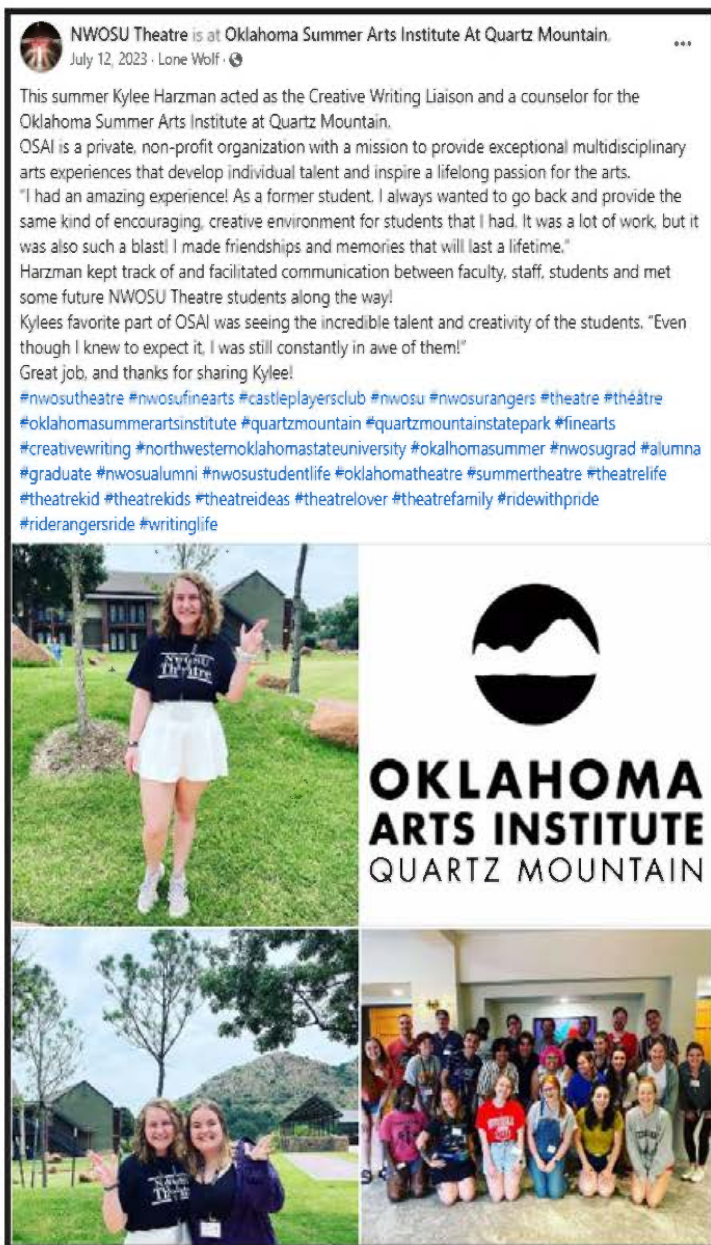 NWOSU Theatre is at Oklahoma Summer Arts Institute At Quartz Mountain.
July 12, 2023 · Lone Wolf ·
This summer Kylee Harzman acted as the Creative Writing Liaison and a counselor for the
Oklahoma Summer Arts Institute at Quartz Mountain.
OSAI is a private, non-profit organization with a mission to provide exceptional multidisciplinary
arts experiences that develop individual talent and inspire a lifelong passion for the arts.
"I had an amazing experience! As a former student, I always wanted to go back and provide the
same kind of encouraging, creative environment for students that I had. It was a lot of work, but it
was also such a blast! I made friendships and memories that will last a lifetime."
Harzman kept track of and facilitated communication between faculty, staff, students and met
some future NWOSU Theatre students along the way!
Kylees favorite part of OSAI was seeing the incredible talent and creativity of the students. "Even
though I knew to expect it, I was still constantly in awe of them!"
Great job, and thanks for sharing Kylee!
#nwosutheatre #nwosufinearts #castleplayersclub #nwosu #nwosurangers #theatre #théâtre
#oklahomasummerartsinstitute #quartzmountain #quartzmountainstatepark #finearts
#creativewriting #northwesternoklahomastateuniversity #okalhomasummer #nwosugrad #alumna
#graduate #nwosualumni #nwosustudentlife #oklahomatheatre #summertheatre #theatrelife
#theatrekid #theatrekids #theatreideas #theatrelover #theatrefamily #ridewithpride
#riderangersride #writinglife
NWOSU
Theatre
OKLAHOMA
ARTS INSTITUTE
QUARTZ MOUNTAIN
NWOSU
Theatre